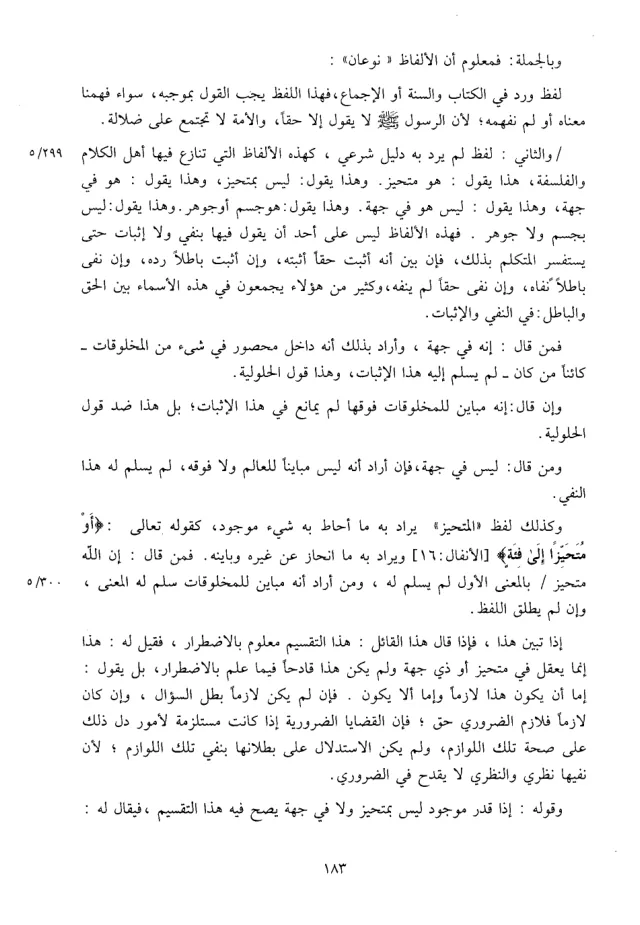 وبالجملة : فمعلوم أن الألفاظ « نوعان» :
لفظ ورد في الكتاب والسنة أو الإجماع،فهذا اللفظ يجب القول بموجبه، سواء فهمنا
معناه أو لم نفهمه؛ لأن الرسول ﷺ لا يقول إلا حقاً، والأمة لا تجتمع على ضلالة.
/ والثاني : لفظ لم يرد به دليل شرعي ، كهذه الألفاظ التي تنازع فيها أهل الكلام ٥/٢٩٩
والفلسفة، هذا يقول : هو متحيز. وهذا يقول: ليس بمتحيز، وهذا يقول : هو في
جهة، وهذا يقول : ليس هو في جهة. وهذا يقول:هوجسم أوجوهر.وهذا يقول:ليس
بجسم ولا جوهر . فهذه الألفاظ ليس على أحد أن يقول فيها بنفي ولا إثبات حتى
يستفسر المتكلم بذلك، فإن بين أنه أثبت حقاً أثبته، وإن أثبت باطلاً رده، وإن نفى
باطلاً نفاه، وإن نفى حقاً لم ينفه،وكثير من هؤلاء يجمعون في هذه الأسماء بين الحق
والباطل:في النفي والإثبات.
فمن قال : إنه في جهة ، وأراد بذلك أنه داخل محصور في شىء من المخلوقات ـ
كائناً من كان ـ لم يسلم إليه هذا الإثبات، وهذا قول الحلولية.
وإن قال:إنه مباين للمخلوقات فوقها لم يمانع في هذا الإثبات؛ بل هذا ضد قول
الحلولية.
ومن قال: ليس في جهة،فإن أراد أنه ليس مبايناً للعالم ولا فوقه، لم يسلم له هذا
النفي.
وكذلك لفظ «المتحيز» يراد به ما أحاط به شيء موجود، كقوله تعالى :﴿أَوْ
مُتَحَيِّزًا إِلَىٰ فِئَةٍ﴾ [الأنفال:١٦] ويراد به ما انحاز عن غيره وباينه. فمن قال : إن الله
متحيز / بالمعنى الأول لم يسلم له ، ومن أراد أنه مباين للمخلوقات سلم له المعنى ، ٥/٣٠٠
وإن لم يطلق اللفظ.
إذا تبين هذا ، فإذا قال هذا القائل : هذا التقسيم معلوم بالاضطرار ، فقيل له : هذا
إنما يعقل في متحيز أو ذي جهة ولم يكن هذا قادحاً فيما علم بالاضطرار، بل يقول :
إما أن يكون هذا لازماً وإما ألا يكون . فإن لم يكن لازماً بطل السؤال ، وإن كان
لازماً فلازم الضروري حق ؛ فإن القضايا الضرورية إذا كانت مستلزمة لأمور دل ذلك
على صحة تلك اللوازم، ولم يكن الاستدلال على بطلانها بنفي تلك اللوازم ؛ لأن
نفيها نظري والنظري لا يقدح في الضروري.
وقوله : إذا قدر موجود ليس بمتحيز ولا في جهة يصح فيه هذا التقسيم ،فيقال له :
١٨٣